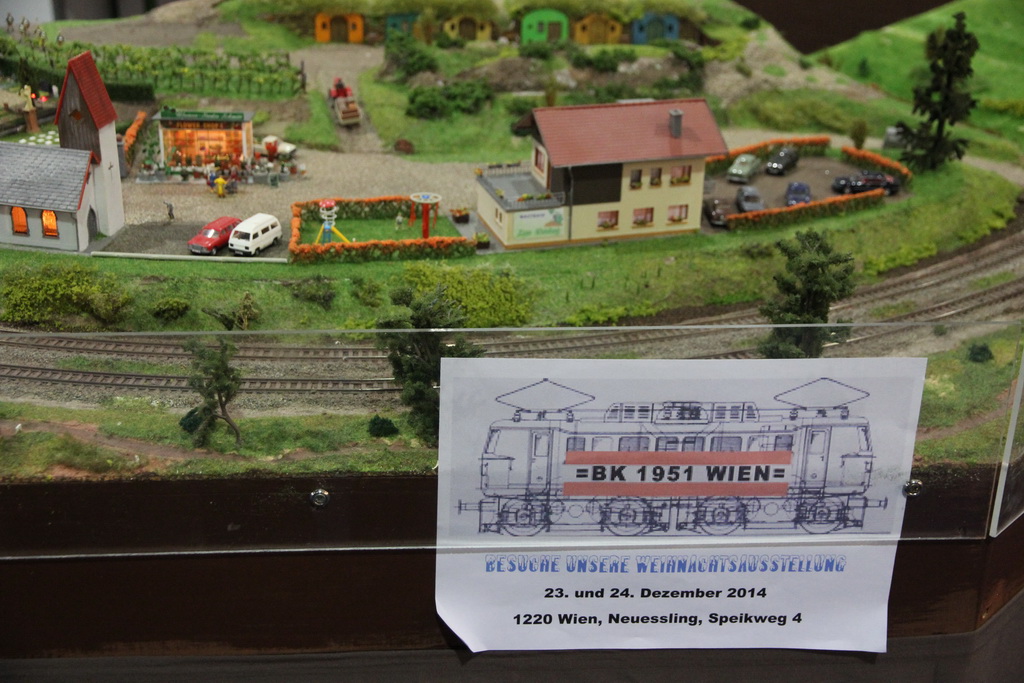 =BK 1951 WIEN=
BESUCHE UNSERE WEIHNACHTSAUSSTELLUNG
23. und 24. Dezember 2014
1220 Wien, Neuessling, Speikweg 4